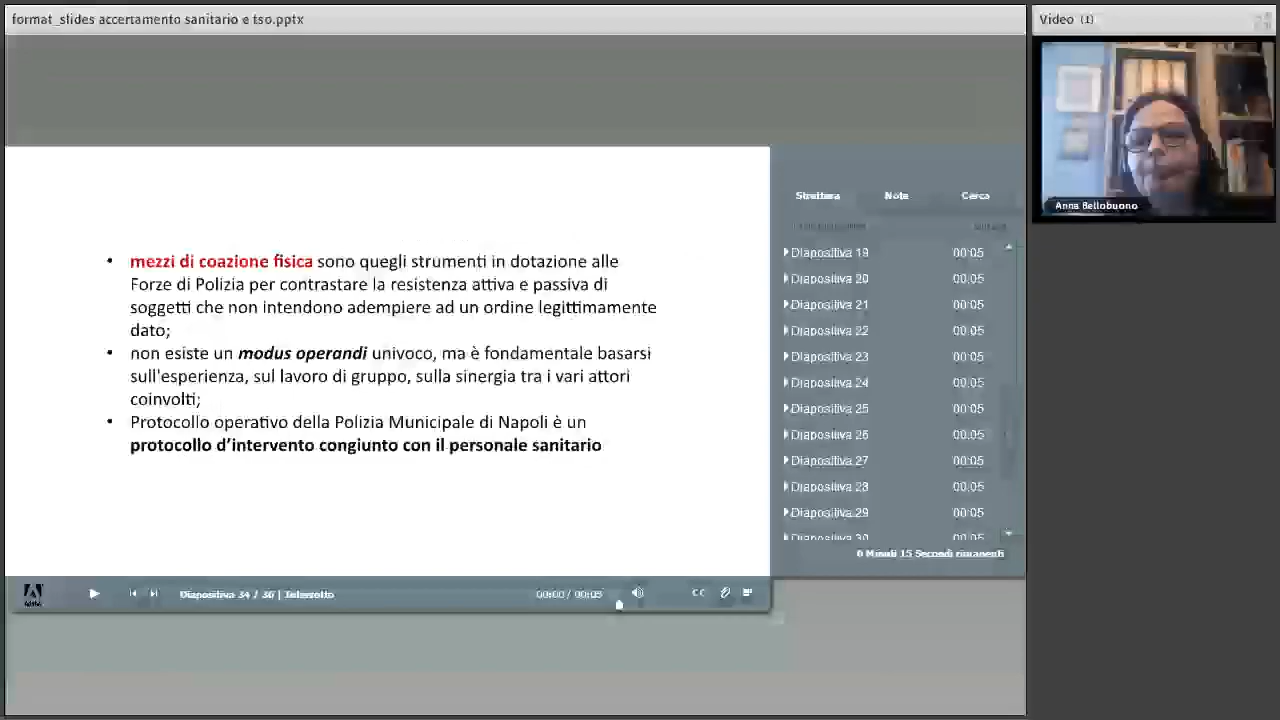 format_slides accertamento sanitario e tso.pptx
Video (1)
Anna Bellobuono
Struttura Note Cerca
• mezzi di coazione fisica sono quegli strumenti in dotazione alle
Forze di Polizia per contrastare la resistenza attiva e passiva di
soggetti che non intendono adempiere ad un ordine legittimamente
dato;
• non esiste un modus operandi univoco, ma è fondamentale basarsi
sull'esperienza, sul lavoro di gruppo, sulla sinergia tra i vari attori
coinvolti;
• Protocollo operativo della Polizia Municipale di Napoli è un
protocollo d'intervento congiunto con il personale sanitario
Diapositiva 19 00:05
Diapositiva 20 00:05
Diapositiva 21 00:05
Diapositiva 22 00:05
Diapositiva 23 00:05
Diapositiva 24 00:05
Diapositiva 25 00:05
Diapositiva 26 00:05
Diapositiva 27 00:05
Diapositiva 28 00:05
Diapositiva 29 00:05
Diapositiva 30 00:05
0 Minuti 15 Secondi rimanenti
Diapositiva 34 / 36 | Interrotto
00:00 / 00:05
CC